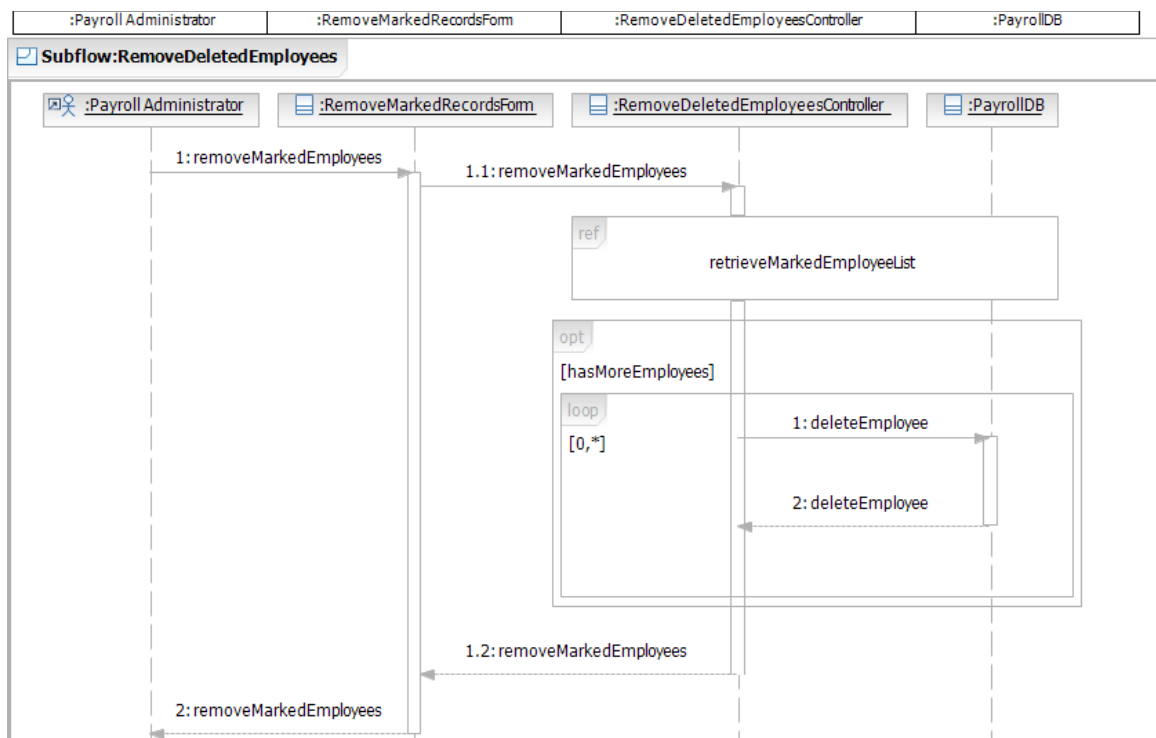 :Payroll Administrator :RemoveMarkedRecordsForm :RemoveDeletedEmployeesController :PayrollDB
Subflow:RemoveDeletedEmployees
:Payroll Administrator :RemoveMarkedRecordsForm :RemoveDeletedEmployeesController :PayrollDB
1: removeMarkedEmployees
1.1: removeMarkedEmployees
ref
retrieveMarkedEmployeeList
opt
[hasMoreEmployees]
loop
1: deleteEmployee
[0,*]
2: deleteEmployee
1.2: removeMarkedEmployees
2: removeMarkedEmployees